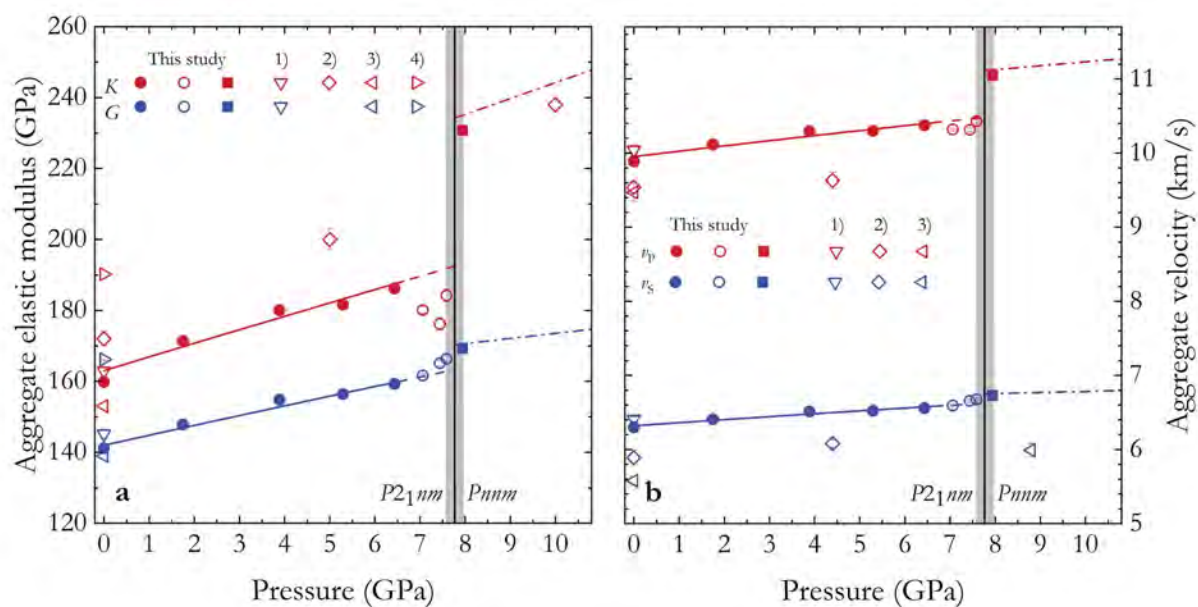 260
240
220
200
180
160
140
120
Aggregate elastic modulus (GPa)
This study 1) 2) 3) 4)
K
G
a
P2₁nm Pnnm
0 1 2 3 4 5 6 7 8 9 10
Pressure (GPa)
This study 1) 2) 3)
vₚ
vₛ
b
P2₁nm Pnnm
0 1 2 3 4 5 6 7 8 9 10
Pressure (GPa)
11
10
9
8
7
6
5
Aggregate velocity (km/s)